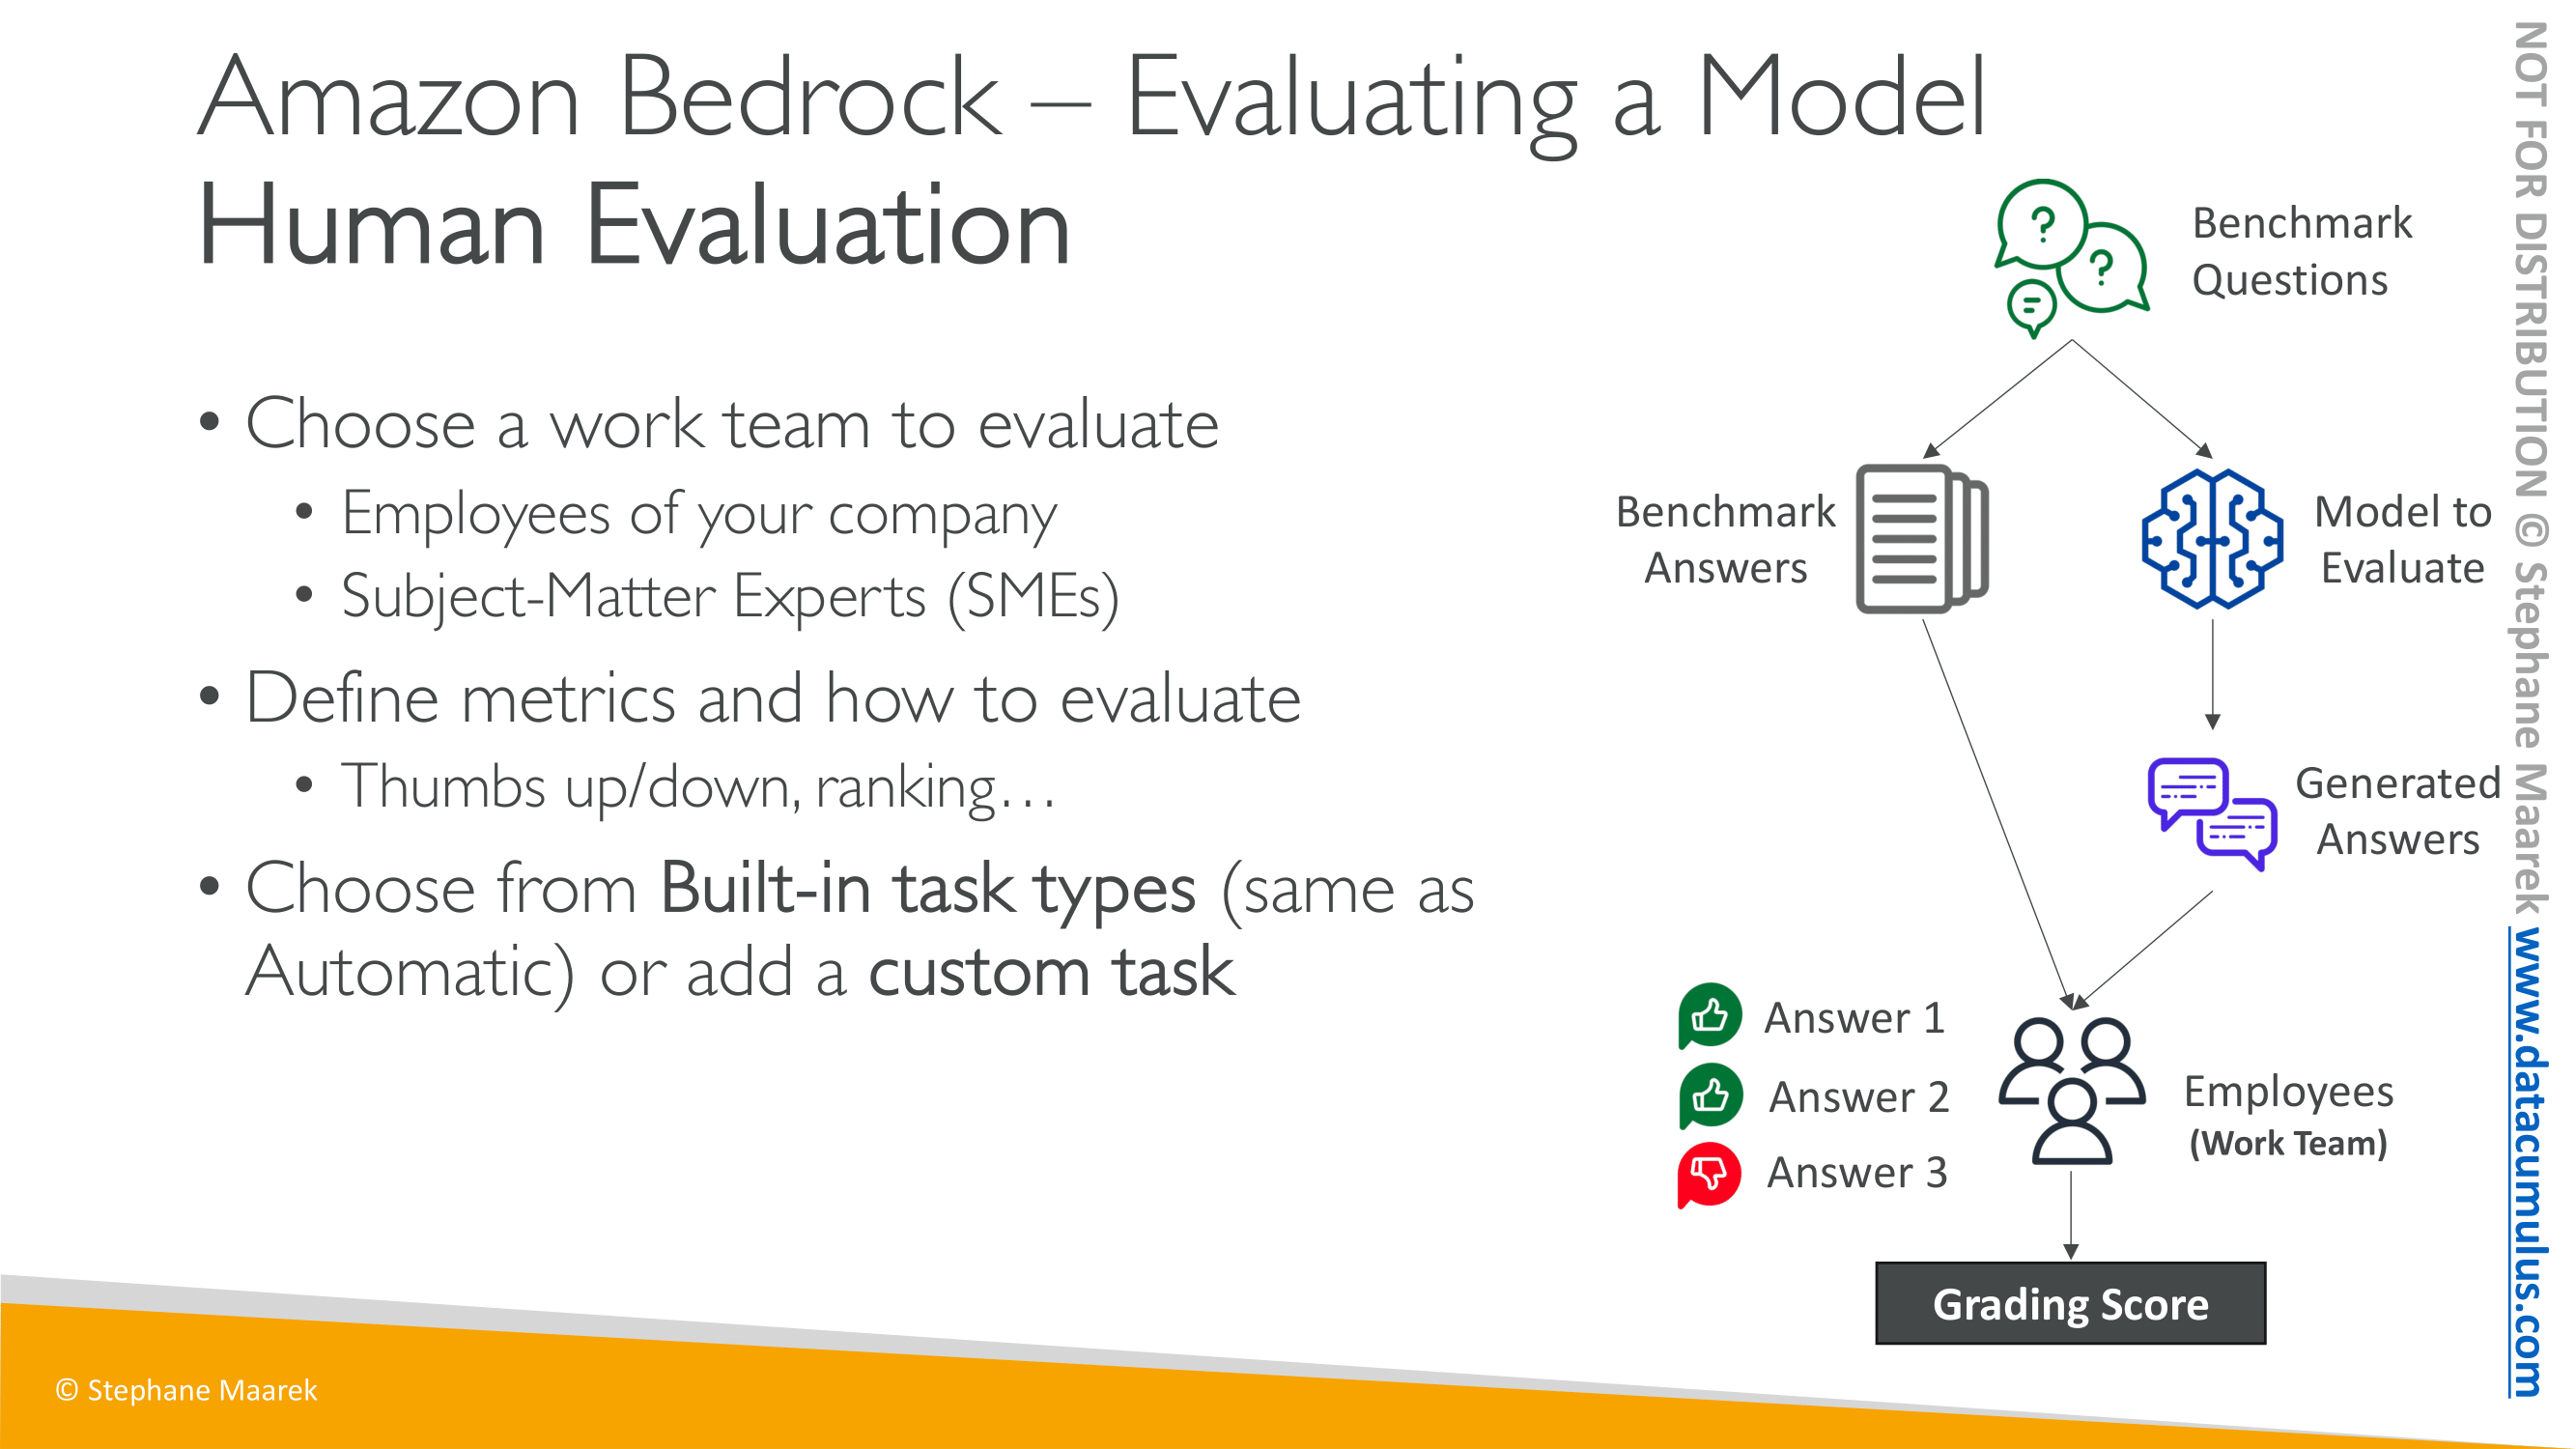 Amazon Bedrock – Evaluating a Model
Human Evaluation
• Choose a work team to evaluate
• Employees of your company
• Subject-Matter Experts (SMEs)
• Define metrics and how to evaluate
• Thumbs up/down, ranking…
• Choose from Built-in task types (same as
Automatic) or add a custom task
Benchmark
Questions
Benchmark
Answers
Model to
Evaluate
Generated
Answers
Answer 1
Answer 2
Answer 3
Employees
(Work Team)
Grading Score
© Stephane Maarek
NOT FOR DISTRIBUTION © Stephane Maarek www.datacumulus.com